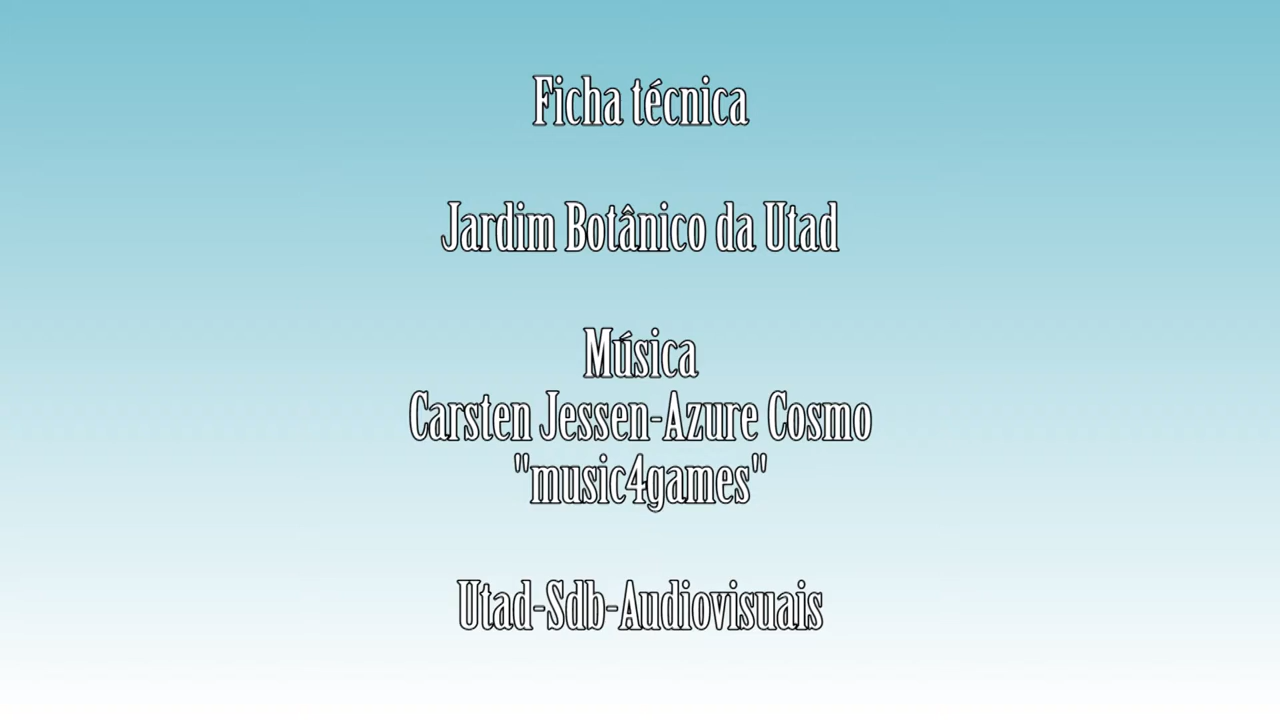 Ficha técnica
Jardim Botânico da Utad
Música
Carsten Jessen-Azure Cosmo
"music4games"
Utad-Sdb-Audiovisuais